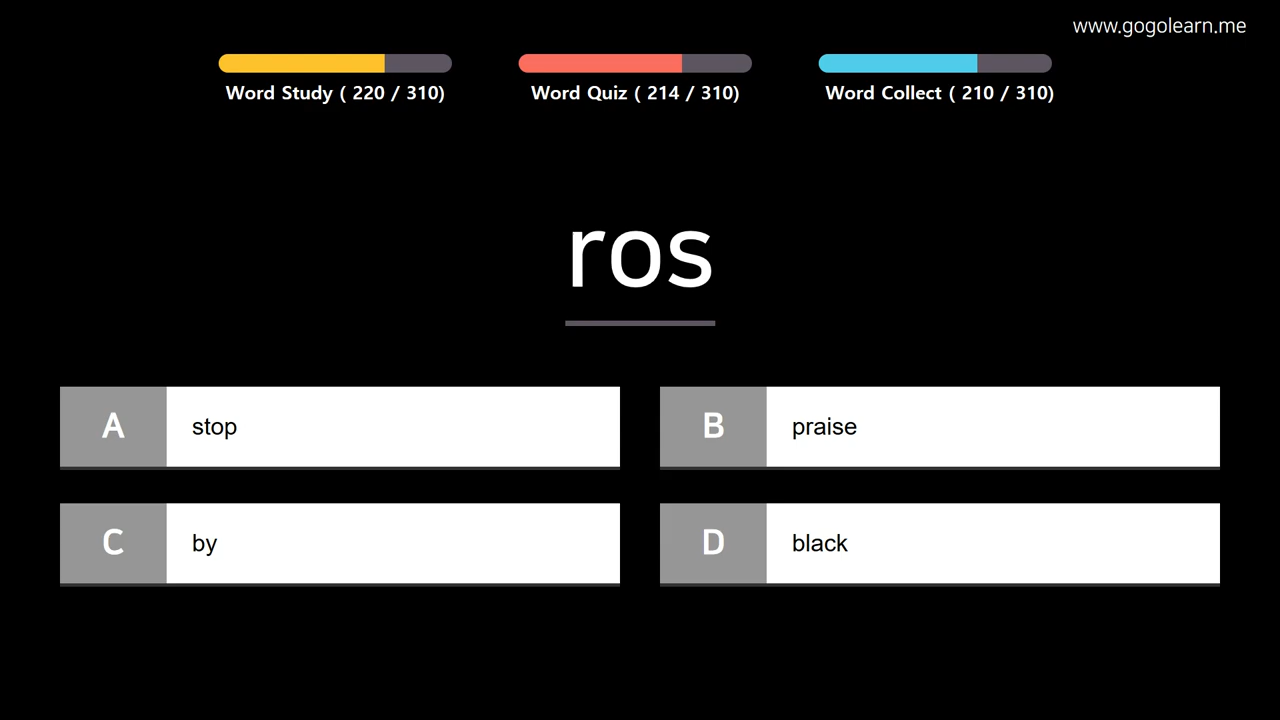 www.gogolearn.me
Word Study ( 220 / 310)
Word Quiz ( 214 / 310)
Word Collect ( 210 / 310)
ros
A stop
B praise
C by
D black